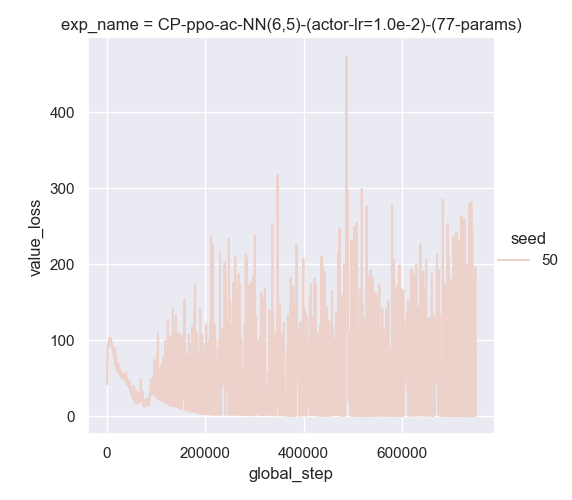 exp_name = CP-ppo-ac-NN(6,5)-(actor-lr=1.0e-2)-(77-params)
400
300
200
100
0
value_loss
seed
50
0
200000
400000
600000
global_step